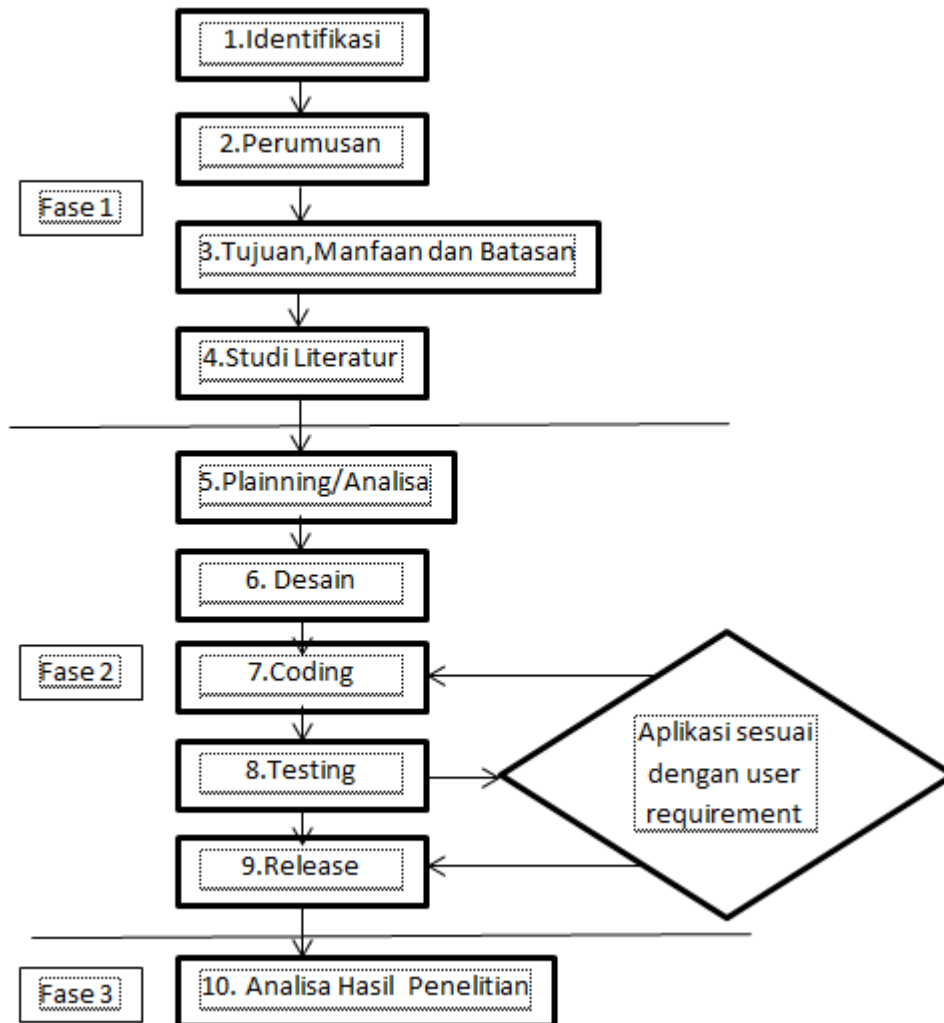 1.Identifikasi
2.Perumusan
Fase 1
3.Tujuan,Manfaan dan Batasan
4.Studi Literatur
5.Plainning/Analisa
6. Desain
Fase 2
7.Coding
Aplikasi sesuai
dengan user
requirement
8.Testing
9.Release
Fase 3
10. Analisa Hasil Penelitian